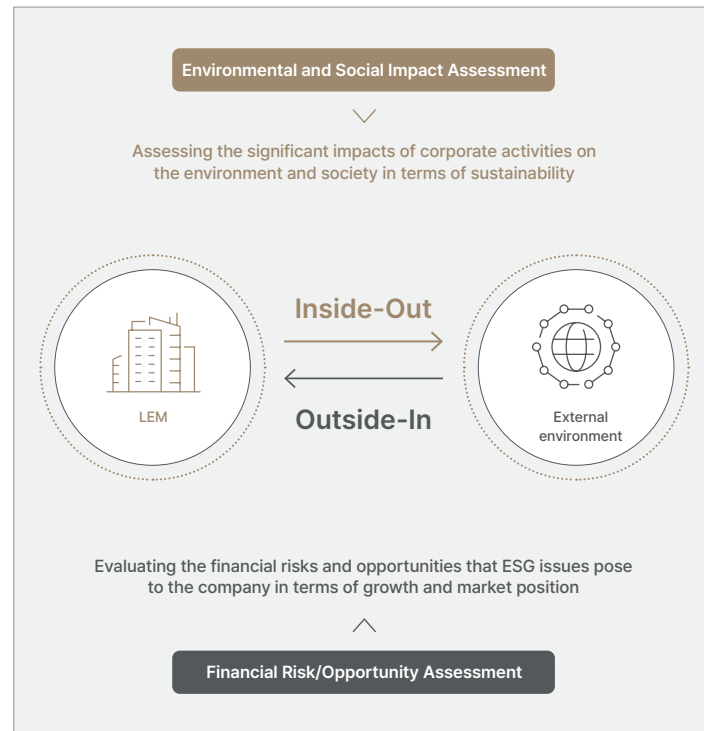 Environmental and Social Impact Assessment
Assessing the significant impacts of corporate activities on
the environment and society in terms of sustainability
Inside-Out
LEM
Outside-In
External
environment
Evaluating the financial risks and opportunities that ESG issues pose
to the company in terms of growth and market position
Financial Risk/Opportunity Assessment